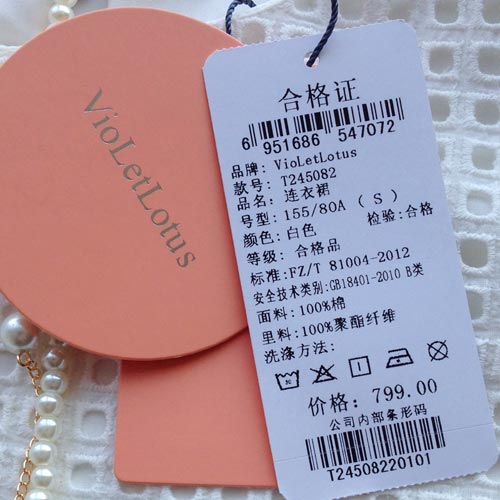 VioLetLotus
合格证
6 951686 547072
品牌: VioLetLotus
款号: T245082
品名: 连衣裙
号型: 155/80A ( S )
颜色: 白色 检验:合格
等级: 合格品
标准:FZ/T 81004-2012
安全技术类别:GB18401-2010 B类
面料:100%棉
里料:100%聚酯纤维
洗涤方法:
价格: 799.00
公司内部条形码
T24508220101